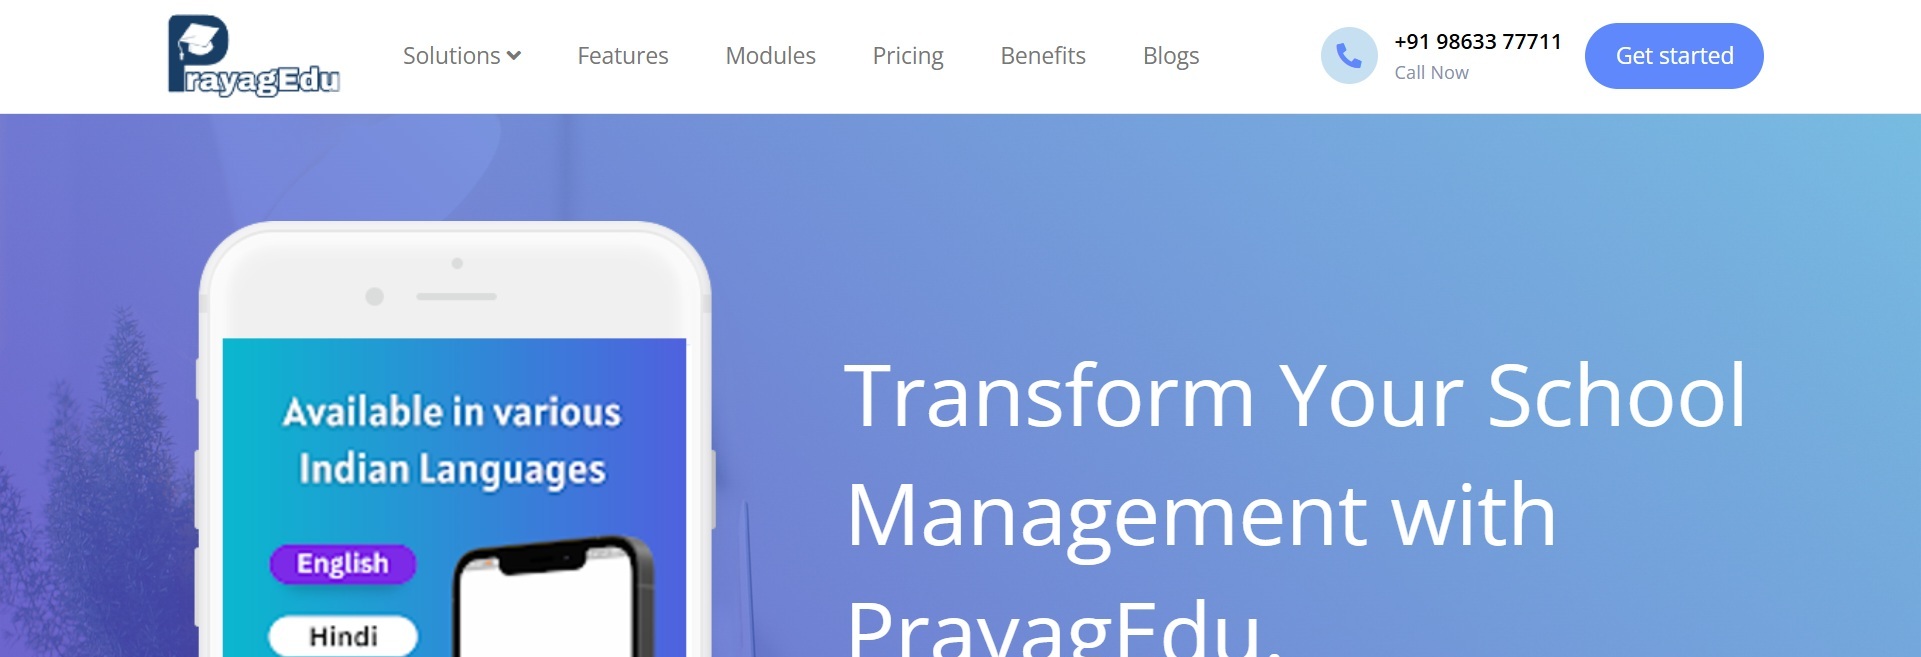 PrayagEdu
Solutions
Features
Modules
Pricing
Benefits
Blogs
+91 98633 77711
Call Now
Get started
Available in various
Indian Languages
English
Hindi
Transform Your School
Management with
PrayagEdu.